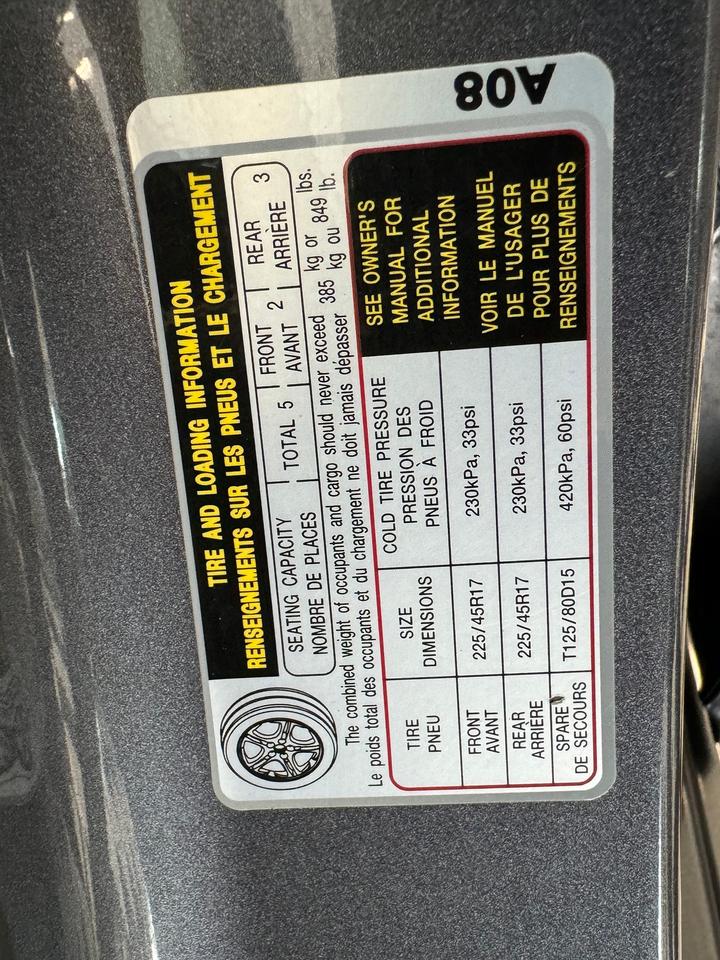 TIRE AND LOADING INFORMATION
RENSEIGNEMENTS SUR LES PNEUS ET LE CHARGEMENT
SEATING CAPACITY
NOMBRE DE PLACES
TOTAL 5
FRONT
AVANT
2
REAR
ARRIÈRE
3
The combined weight of occupants and cargo should never exceed 385 kg or 849 lbs.
Le poids total des occupants et du chargement ne doit jamais dépasser 385 kg ou 849 lb.
TIRE
PNEU
SIZE
DIMENSIONS
COLD TIRE PRESSURE
PRESSION DES
PNEUS À FROID
FRONT
AVANT
225/45R17
230kPa, 33psi
REAR
ARRIÈRE
225/45R17
230kPa, 33psi
SPARE
DE SECOURS
T125/80D15
420kPa, 60psi
SEE OWNER'S
MANUAL FOR
ADDITIONAL
INFORMATION
VOIR LE MANUEL
DE L'USAGER
POUR PLUS DE
RENSEIGNEMENTS
A08